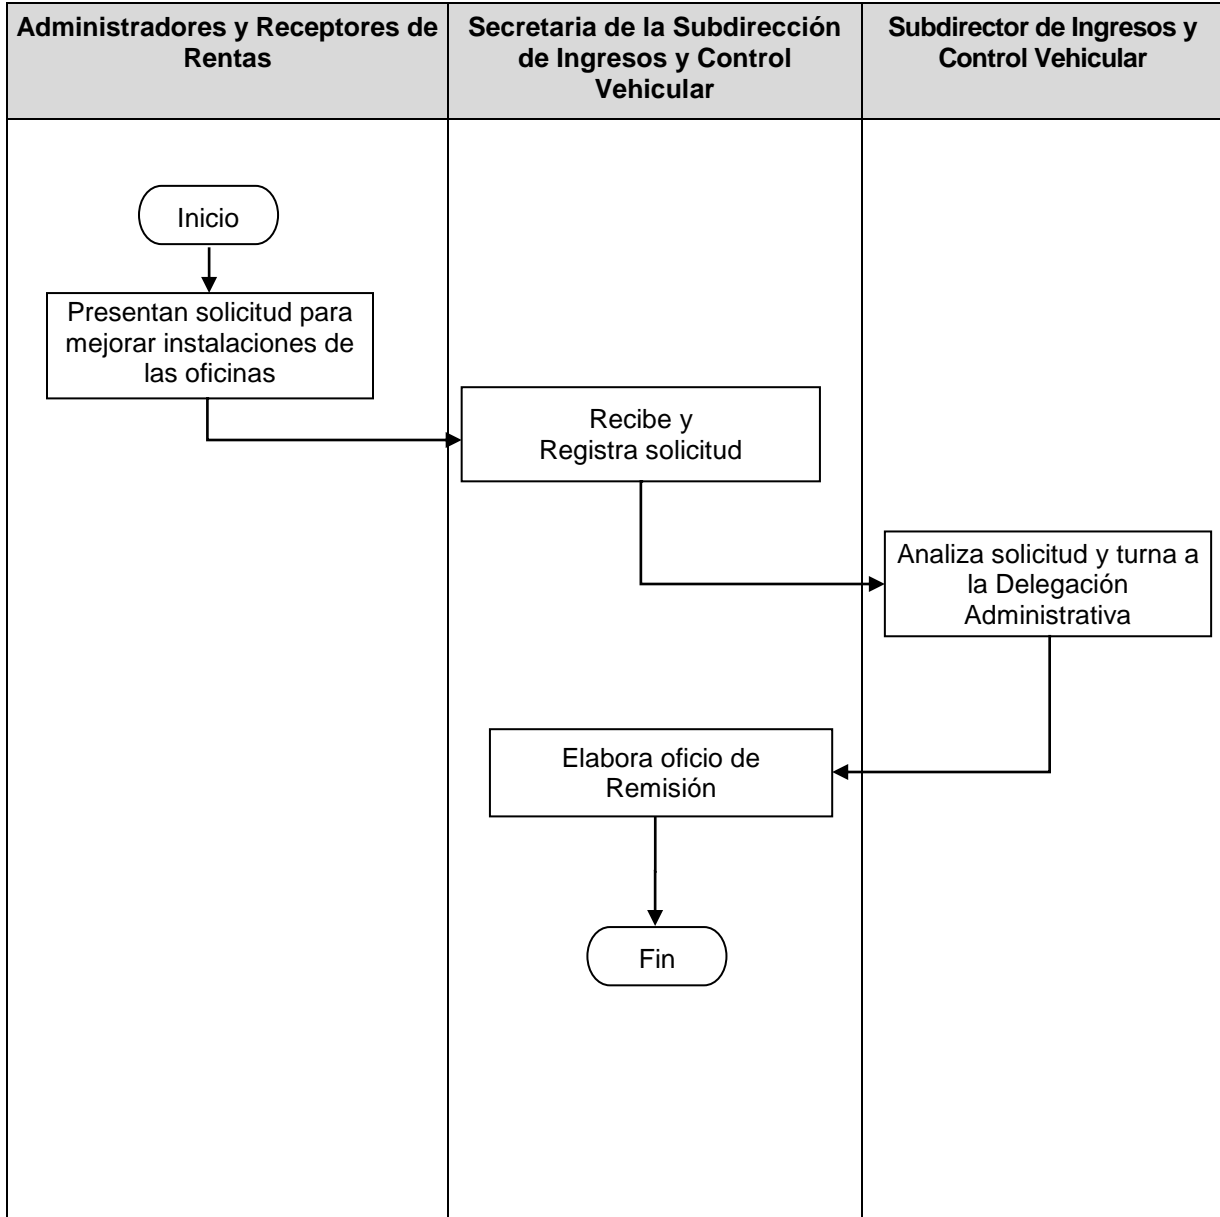 Administradores y Receptores de
Rentas
Secretaria de la Subdirección
de Ingresos y Control
Vehicular
Subdirector de Ingresos y
Control Vehicular
Inicio
Presentan solicitud para
mejorar instalaciones de
las oficinas
Recibe y
Registra solicitud
Analiza solicitud y turna a
la Delegación
Administrativa
Elabora oficio de
Remisión
Fin